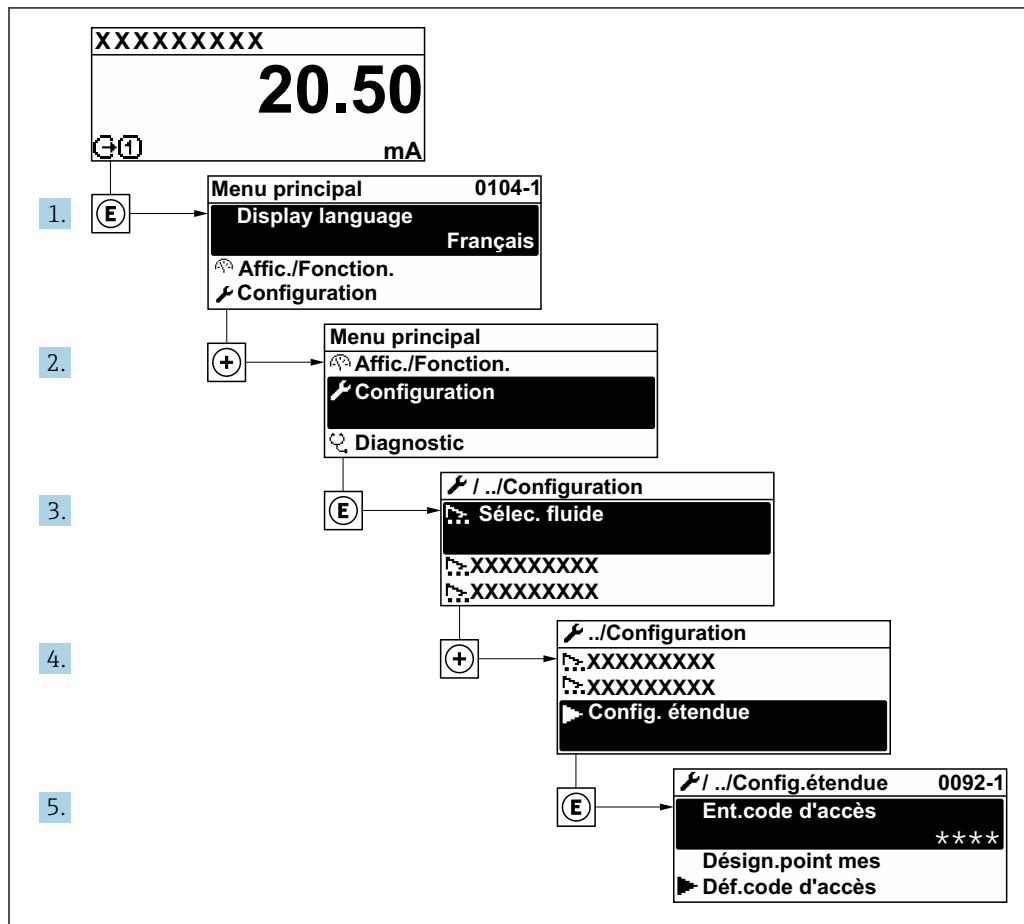 XXXXXXXXX
20.50
1
mA
1.
E
Menu principal 0104-1
Display language
Français
Affic./Fonction.
Configuration
2.
+
Menu principal
Affic./Fonction.
Configuration
Diagnostic
3.
E
/ ../Configuration
Sélec. fluide
XXXXXXXXX
XXXXXXXXX
4.
+
../Configuration
XXXXXXXXX
XXXXXXXXX
Config. étendue
5.
E
/ ../Config.étendue 0092-1
Ent.code d'accès
****
Désign.point mes
Déf.code d'accès